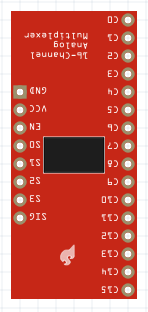 16-Channel
Analog
Multiplexer
GND
VCC
EN
S0
S1
S2
S3
SIG
C0
C1
C2
C3
C4
C5
C6
C7
C8
C9
C10
C11
C12
C13
C14
C15